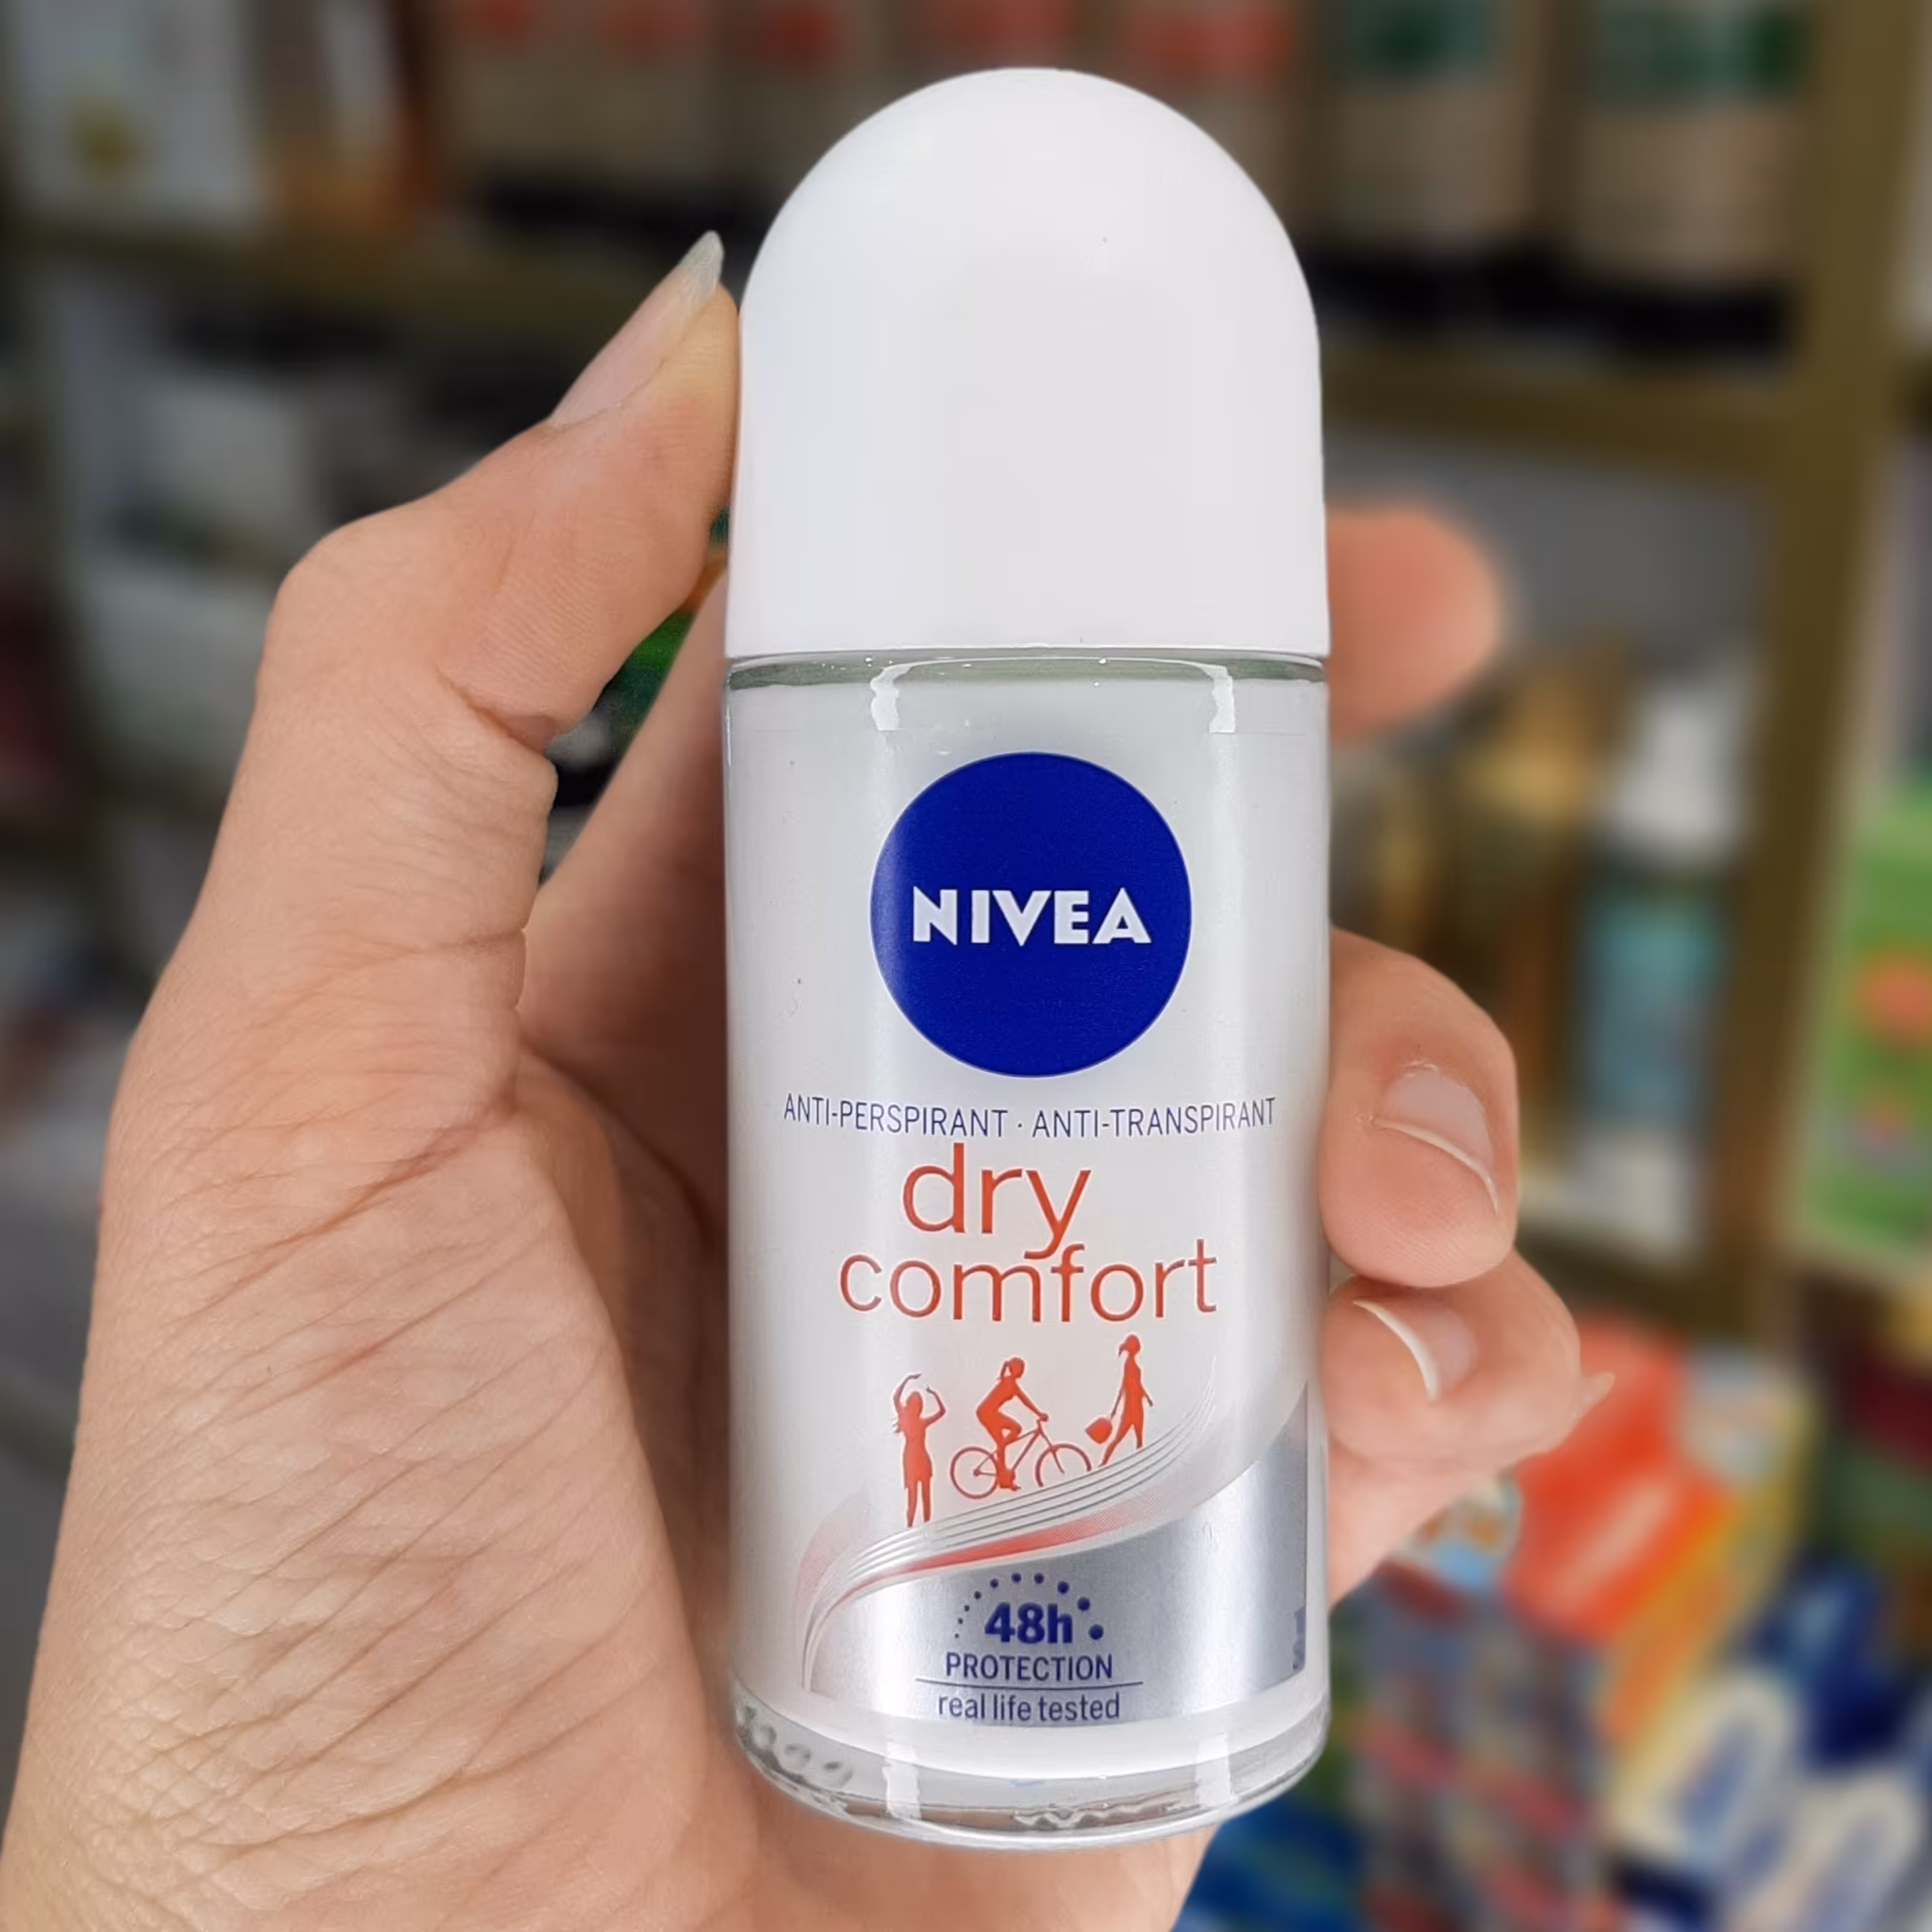 NIVEA
ANTI-PERSPIRANT · ANTI-TRANSPIRANT
dry
comfort
48h
PROTECTION
real life tested